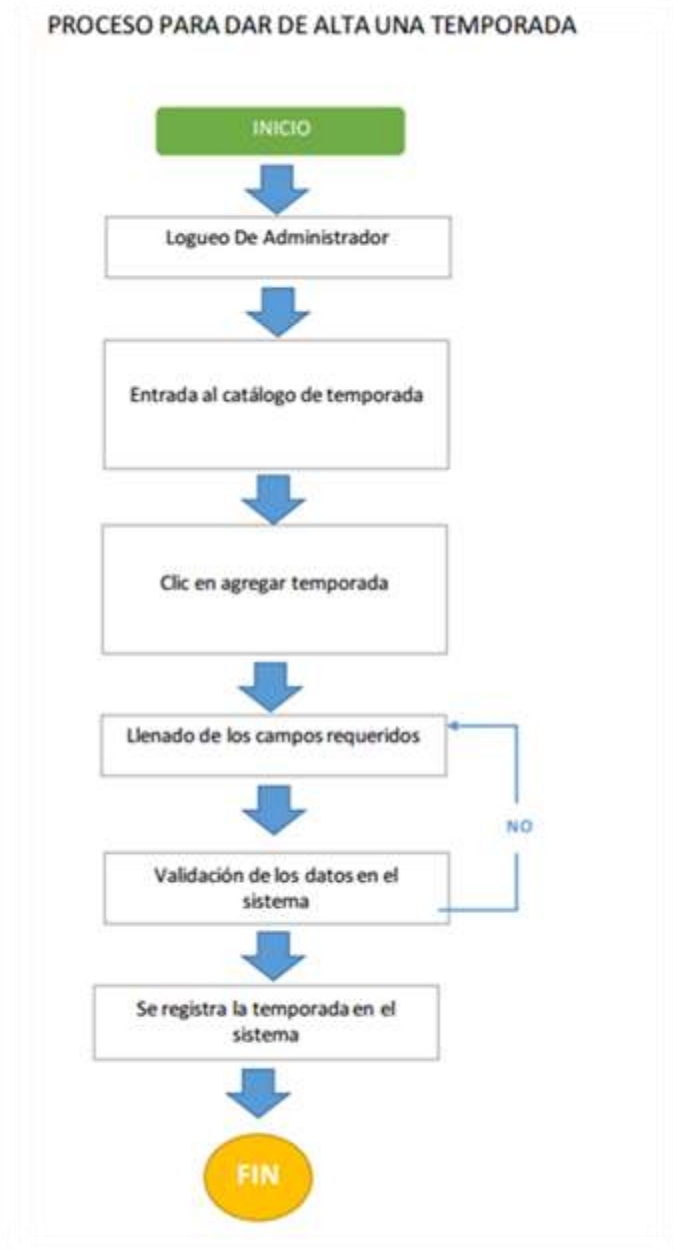 PROCESO PARA DAR DE ALTA UNA TEMPORADA
INICIO
Logueo De Administrador
Entrada al catálogo de temporada
Clic en agregar temporada
Llenado de los campos requeridos
NO
Validación de los datos en el
sistema
Se registra la temporada en el
sistema
FIN